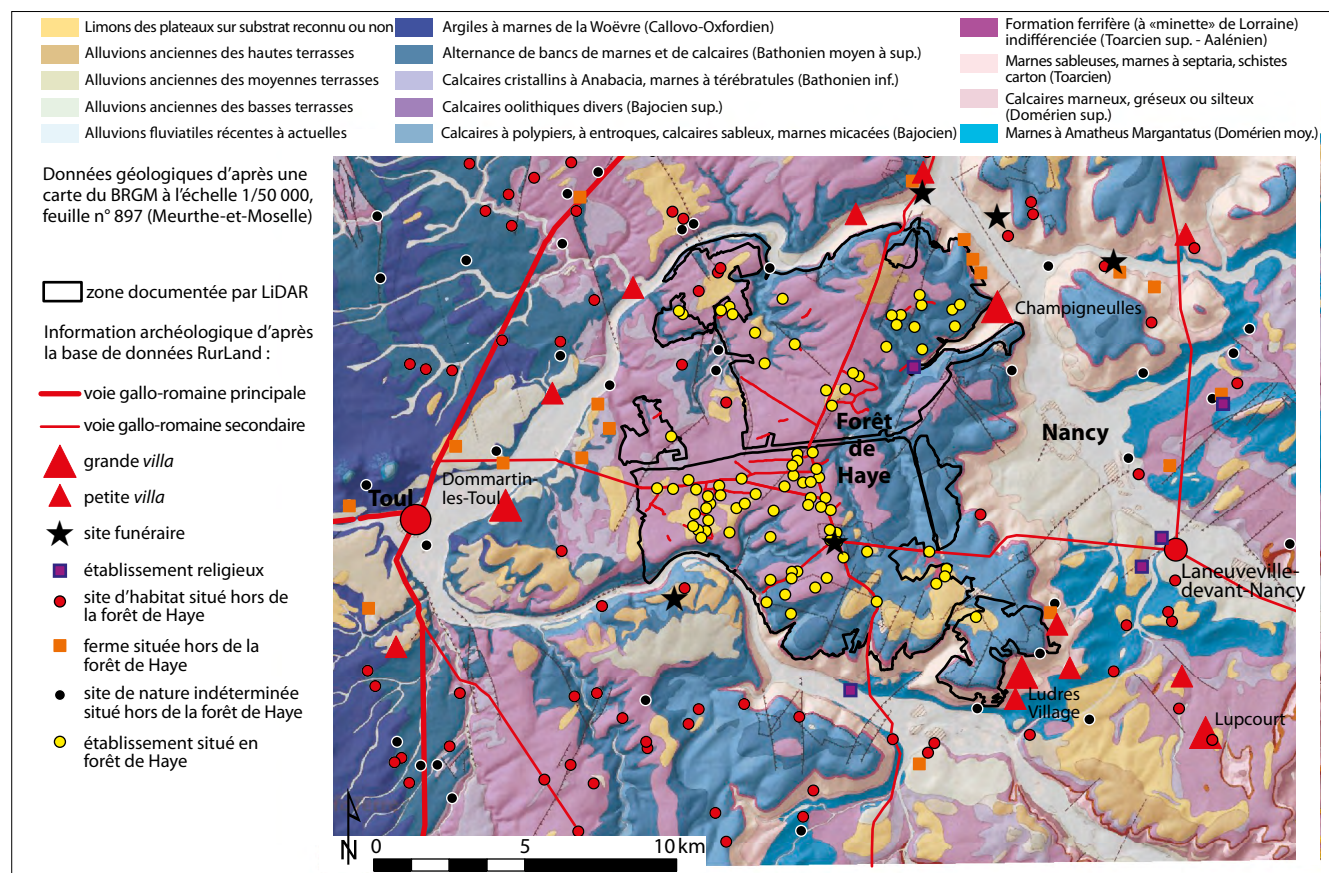 Limons des plateaux sur substrat reconnu ou non
Alluvions anciennes des hautes terrasses
Alluvions anciennes des moyennes terrasses
Alluvions anciennes des basses terrasses
Alluvions fluviatiles récentes à actuelles
Argiles à marnes de la Woëvre (Callovo-Oxfordien)
Alternance de bancs de marnes et de calcaires (Bathonien moyen à sup.)
Calcaires cristallins à Anabacia, marnes à térébratules (Bathonien inf.)
Calcaires oolithiques divers (Bajocien sup.)
Calcaires à polypiers, à entroques, calcaires sableux, marnes micacées (Bajocien)
Formation ferrifère (à «minette» de Lorraine)
indifférenciée (Toarcien sup. - Aalénien)
Marnes sableuses, marnes à septaria, schistes
carton (Toarcien)
Calcaires marneux, gréseux ou silteux
(Domérien sup.)
Marnes à Amatheus Margantatus (Domérien moy.)
Données géologiques d'après une
carte du BRGM à l'échelle 1/50 000,
feuille n° 897 (Meurthe-et-Moselle)
zone documentée par LiDAR
Information archéologique d'après
la base de données RurLand :
voie gallo-romaine principale
voie gallo-romaine secondaire
grande villa
petite villa
site funéraire
établissement religieux
site d'habitat situé hors de
la forêt de Haye
ferme située hors de la
forêt de Haye
site de nature indéterminée
situé hors de la forêt de Haye
établissement situé en
forêt de Haye
Champigneulles
Forêt
de
Haye
Nancy
Toul
Dommartin-
les-Toul
Laneuveville-
devant-Nancy
Ludres
Village
Lupcourt
N
0 5 10 km